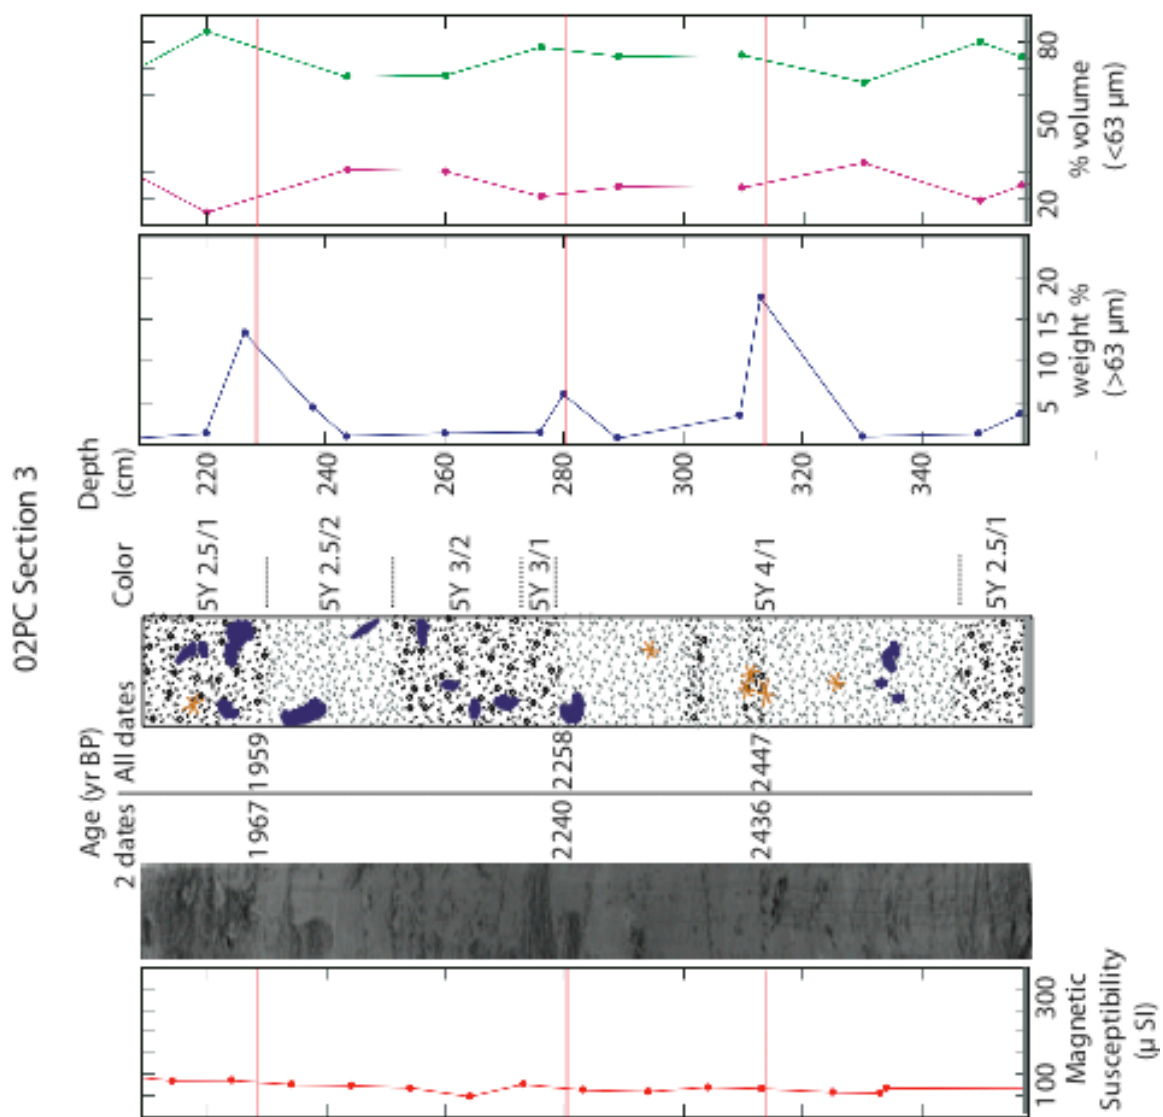 02PC Section 3
Magnetic
Susceptibility
(μ SI)
100
300
Age (yr BP)
2 dates
All dates
1967
1959
2240
2258
2436
2447
Color
5Y 2.5/1
5Y 2.5/2
5Y 3/2
5Y 3/1
5Y 4/1
5Y 2.5/1
Depth
(cm)
220
240
260
280
300
320
340
5
10
15
20
weight %
(>63 μm)
20
50
80
% volume
(<63 μm)